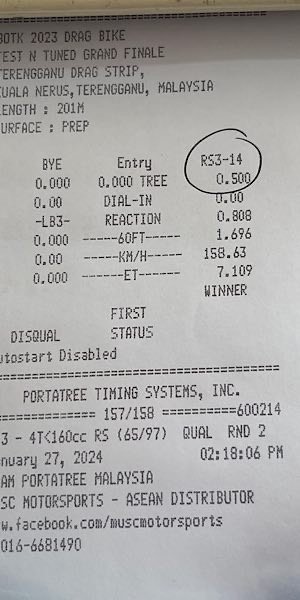 BOTK 2023 DRAG BIKE
TEST N TUNED GRAND FINALE
TERENGGANU DRAG STRIP,
KUALA NERUS,TERENGGANU, MALAYSIA
LENGTH : 201M
SURFACE : PREP
BYE Entry RS3-14
0.000 0.000 TREE 0.500
0.00 DIAL-IN 0.00
-LB3- REACTION 0.808
0.000 -----60FT----- 1.696
0.00 -----KM/H----- 158.63
0.000 ------ET------ 7.109
WINNER
FIRST
DISQUAL STATUS
utostart Disabled
PORTATREE TIMING SYSTEMS, INC.
============ 157/158 ===========600214
3 - 4T<160cc RS (65/97) QUAL RND 2
nuary 27, 2024 02:18:06 PM
AM PORTATREE MALAYSIA
SC MOTORSPORTS - ASEAN DISTRIBUTOR
w.facebook.com/muscmotorsports
016-6681490